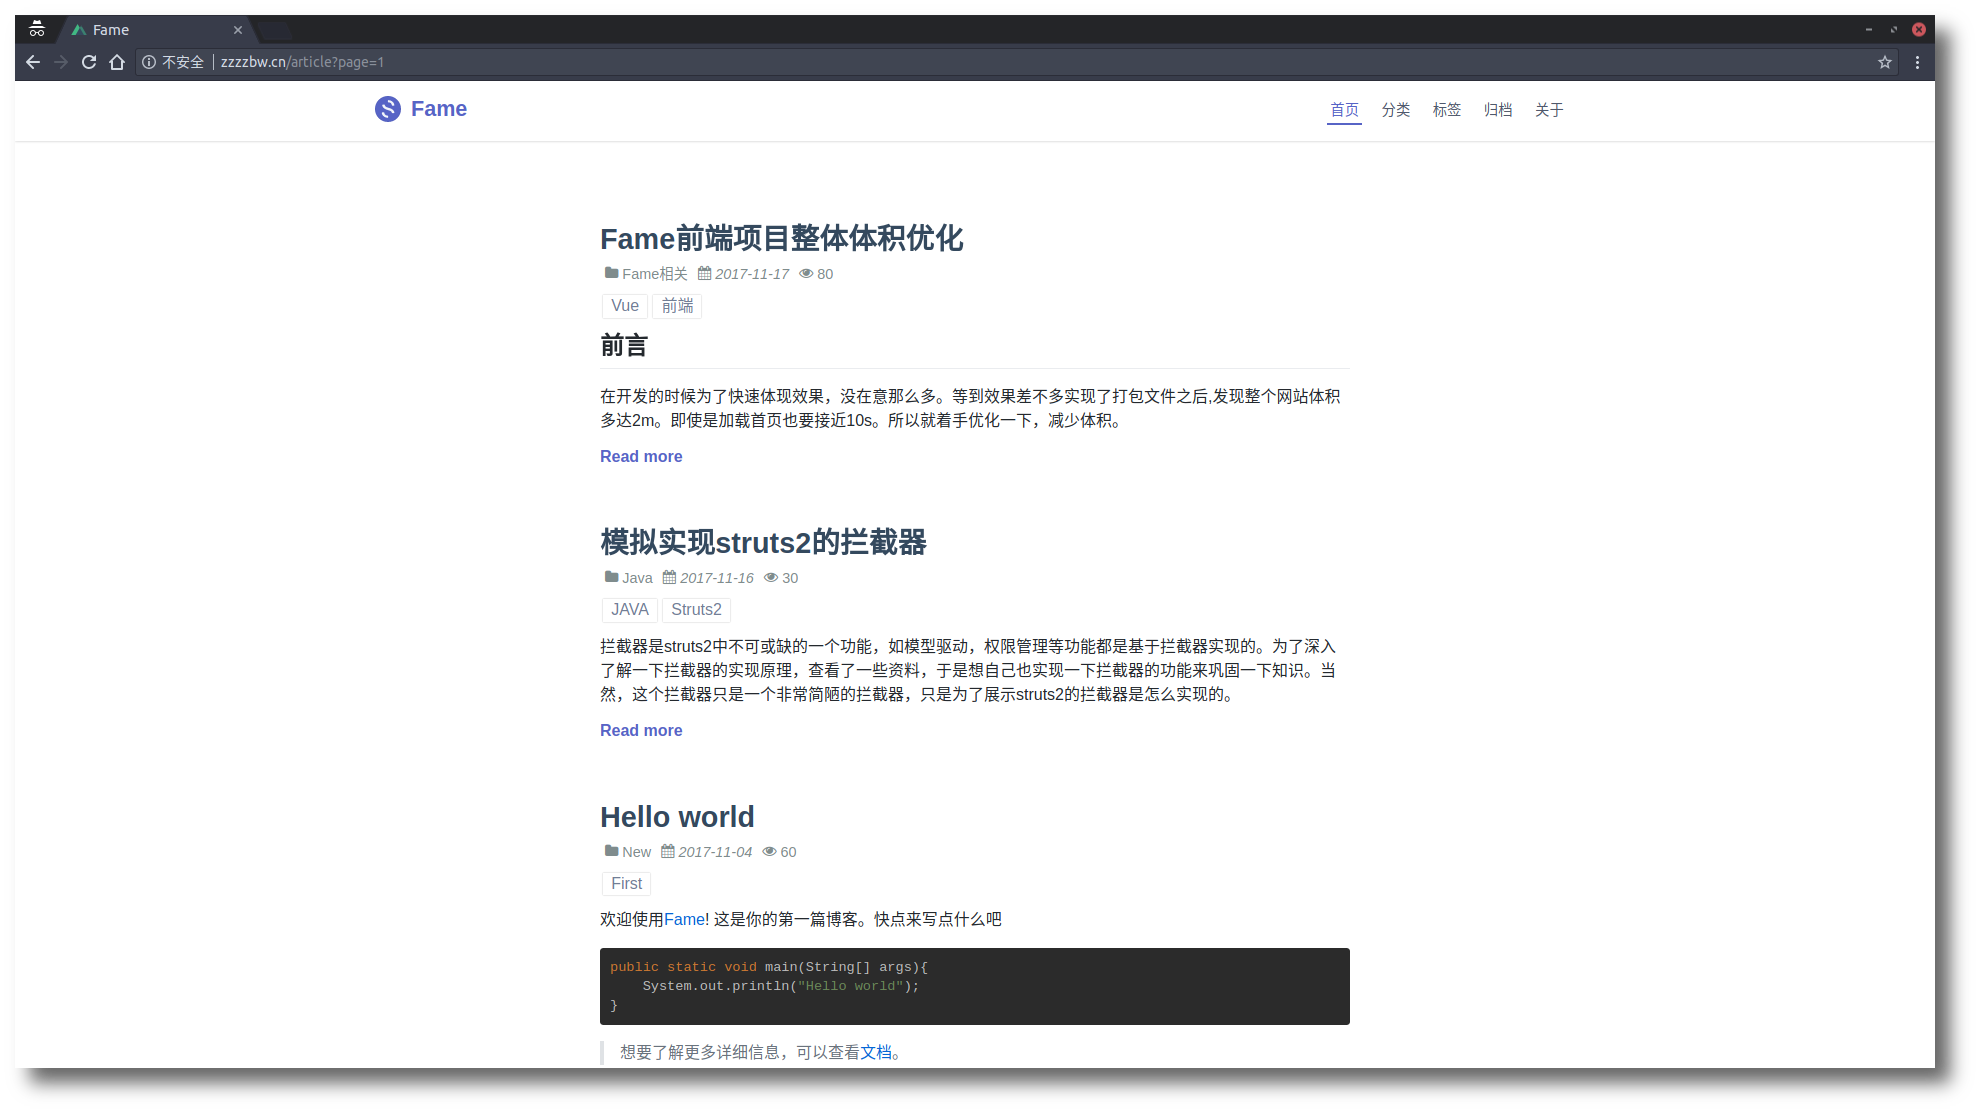 Fame
不安全 | zzzzbw.cn/article?page=1
Fame 首页 分类 标签 归档 关于
Fame前端项目整体体积优化
Fame相关 2017-11-17 80
Vue 前端
前言
在开发的时候为了快速体现效果，没在意那么多。等到效果差不多实现了打包文件之后,发现整个网站体积
多达2m。即使是加载首页也要接近10s。所以就着手优化一下，减少体积。
Read more
模拟实现struts2的拦截器
Java 2017-11-16 30
JAVA Struts2
拦截器是struts2中不可或缺的一个功能，如模型驱动，权限管理等功能都是基于拦截器实现的。为了深入
了解一下拦截器的实现原理，查看了一些资料，于是想自己也实现一下拦截器的功能来巩固一下知识。当
然，这个拦截器只是一个非常简陋的拦截器，只是为了展示struts2的拦截器是怎么实现的。
Read more
Hello world
New 2017-11-04 60
First
欢迎使用Fame! 这是你的第一篇博客。快点来写点什么吧
public static void main(String[] args){
    System.out.println("Hello world");
}
想要了解更多详细信息，可以查看文档。